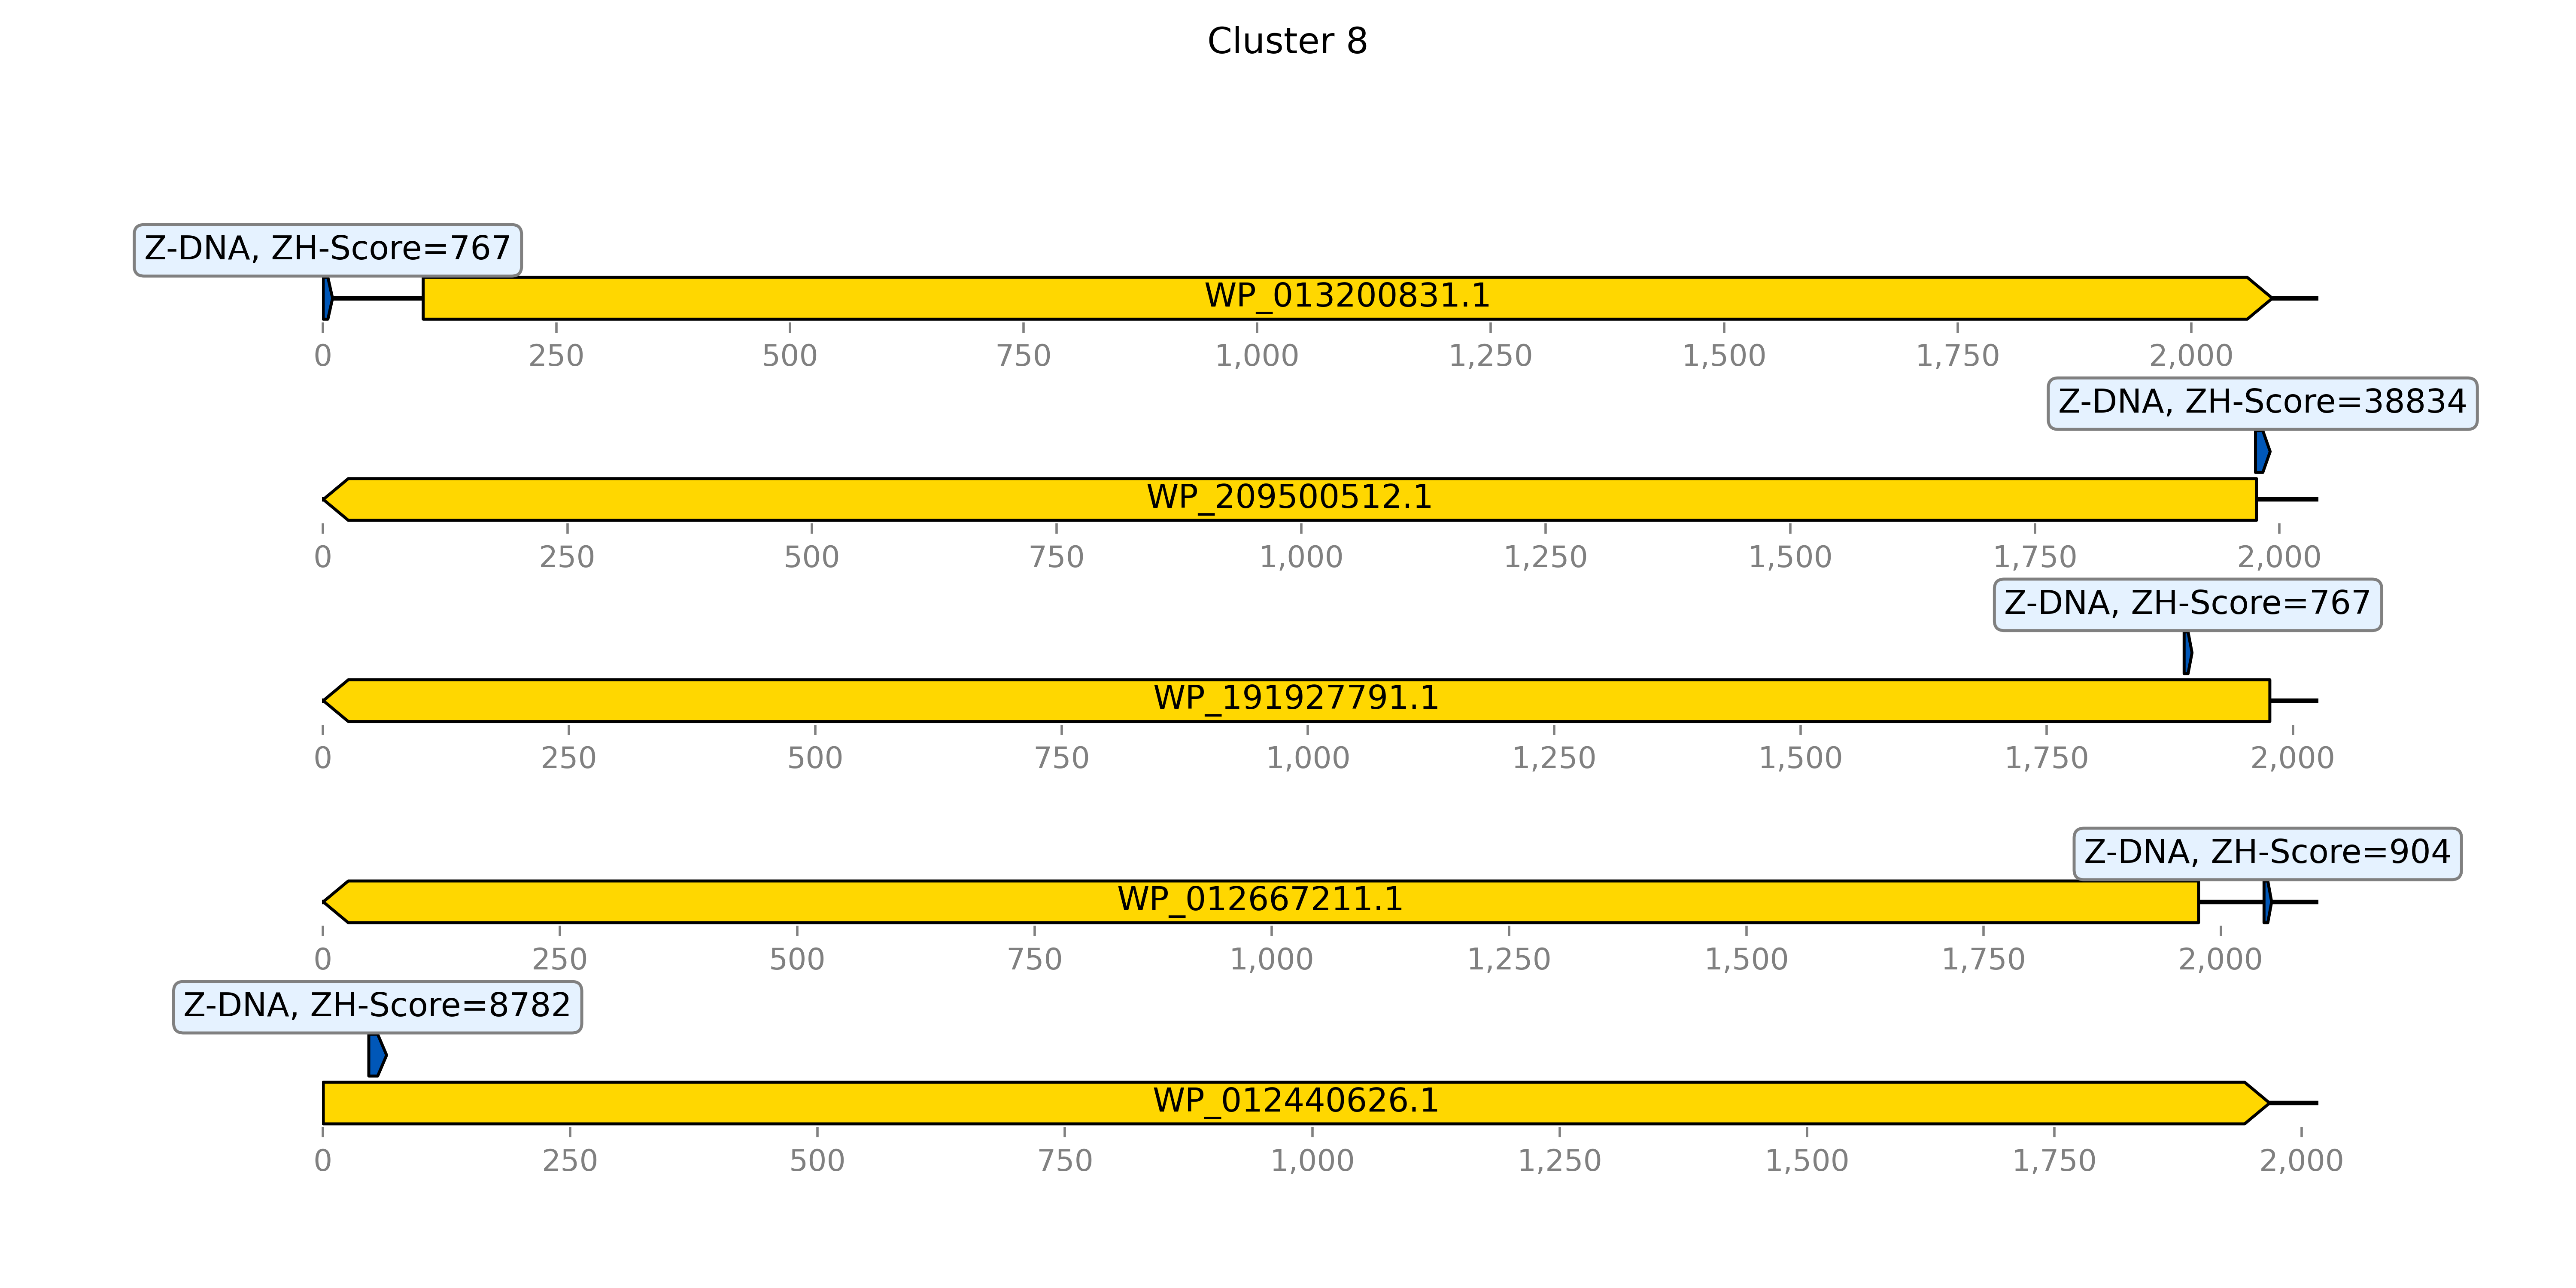 Cluster 8
Z-DNA, ZH-Score=767
WP_013200831.1
0 250 500 750 1,000 1,250 1,500 1,750 2,000
Z-DNA, ZH-Score=38834
WP_209500512.1
0 250 500 750 1,000 1,250 1,500 1,750 2,000
Z-DNA, ZH-Score=767
WP_191927791.1
0 250 500 750 1,000 1,250 1,500 1,750 2,000
Z-DNA, ZH-Score=904
WP_012667211.1
0 250 500 750 1,000 1,250 1,500 1,750 2,000
Z-DNA, ZH-Score=8782
WP_012440626.1
0 250 500 750 1,000 1,250 1,500 1,750 2,000